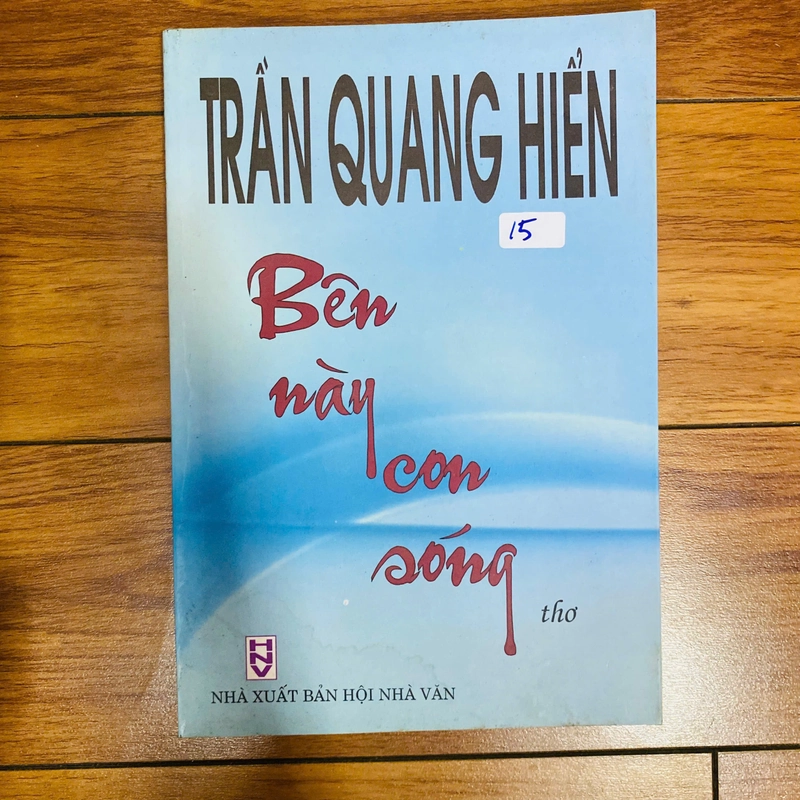 TRẦN QUANG HIỂN
15
Bên
này
con
sóng
thơ
HNV
NHÀ XUẤT BẢN HỘI NHÀ VĂN